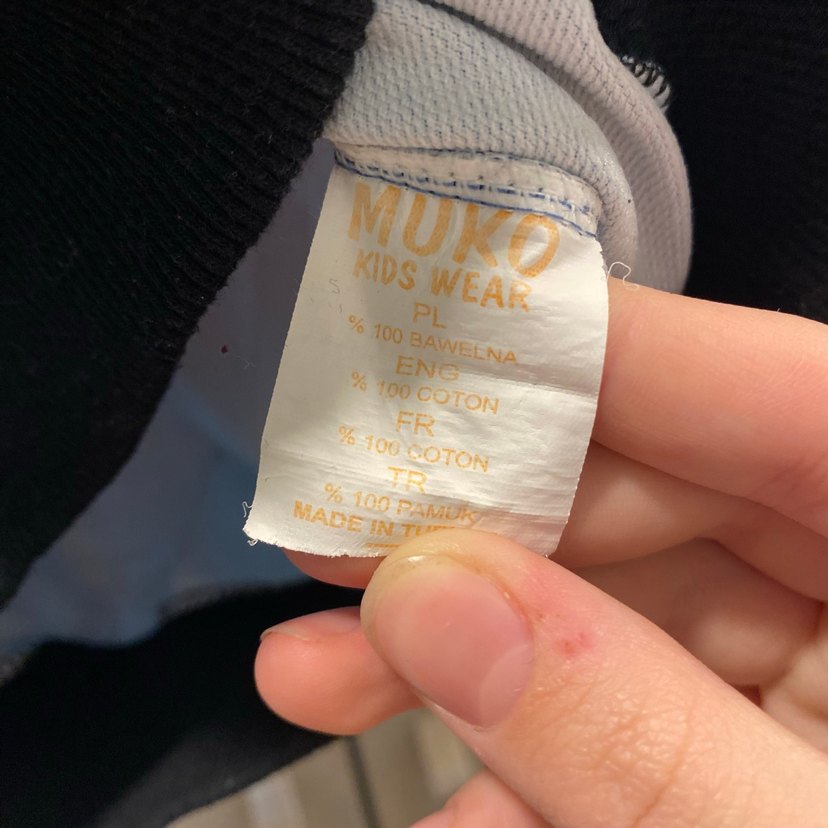 MUKO
KIDS WEAR
PL
% 100 BAWELNA
ENG
% 100 COTON
FR
% 100 COTON
TR
% 100 PAMUK
MADE IN